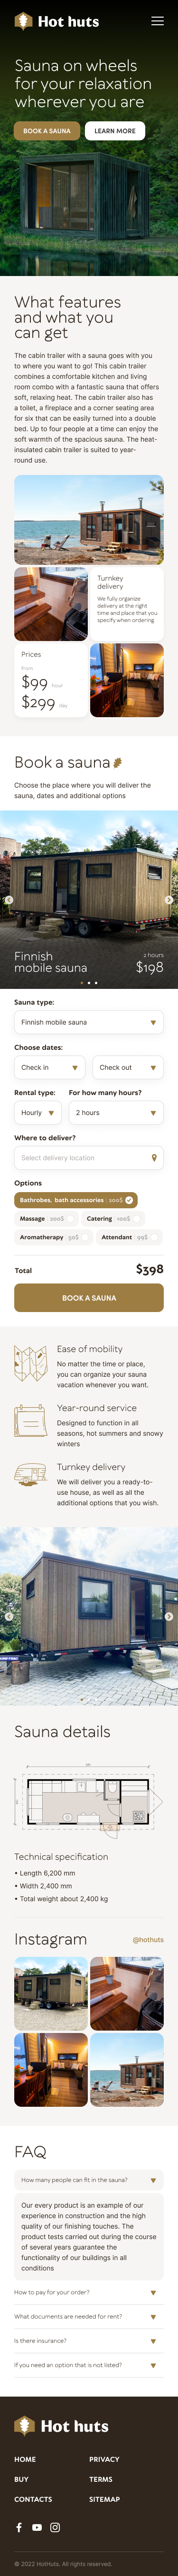 Hot huts
Sauna on wheels
for your relaxation
wherever you are
BOOK A SAUNA
LEARN MORE
What features
and what you
can get
The cabin trailer with a sauna goes with you
to where you want to go! This cabin trailer
combines a comfortable kitchen and living
room combo with a fantastic sauna that offers
soft, relaxing heat. The cabin trailer also has
a toilet, a fireplace and a corner seating area
for six that can be easily turned into a double
bed. Up to four people at a time can enjoy the
soft warmth of the spacious sauna. The heat-
insulated cabin trailer is suited to year-
round use.
Turnkey
delivery
We fully organize
delivery at the right
time and place that you
specify when ordering.
Prices
From
$99 hour
$299 day
Book a sauna
Choose the place where you will deliver the
sauna, dates and additional options
Finnish
mobile sauna
2 hours
$198
Sauna type:
Finnish mobile sauna
Choose dates:
Check in
Check out
Rental type:
For how many hours?
Hourly
2 hours
Where to deliver?
Select delivery location
Options
Bathrobes, bath accessories 200$
Massage 200$
Catering 100$
Aromatherapy 50$
Attendant 99$
Total
$398
BOOK A SAUNA
Ease of mobility
No matter the time or place,
you can organize your sauna
vacation whenever you want.
Year-round service
Designed to function in all
seasons, hot summers and snowy
winters
Turnkey delivery
We will deliver you a ready-to-
use house, as well as all the
additional options that you wish.
Sauna details
Technical specification
• Length 6,200 mm
• Width 2,400 mm
• Total weight about 2,400 kg
Instagram
@hothuts
FAQ
How many people can fit in the sauna?
Our every product is an example of our
experience in construction and the high
quality of our finishing touches. The
product tests carried out during the course
of several years guarantee the
functionality of our buildings in all
conditions
How to pay for your order?
What documents are needed for rent?
Is there insurance?
If you need an option that is not listed?
Hot huts
HOME
PRIVACY
BUY
TERMS
CONTACTS
SITEMAP
© 2022 HotHuts. All rights reserved.